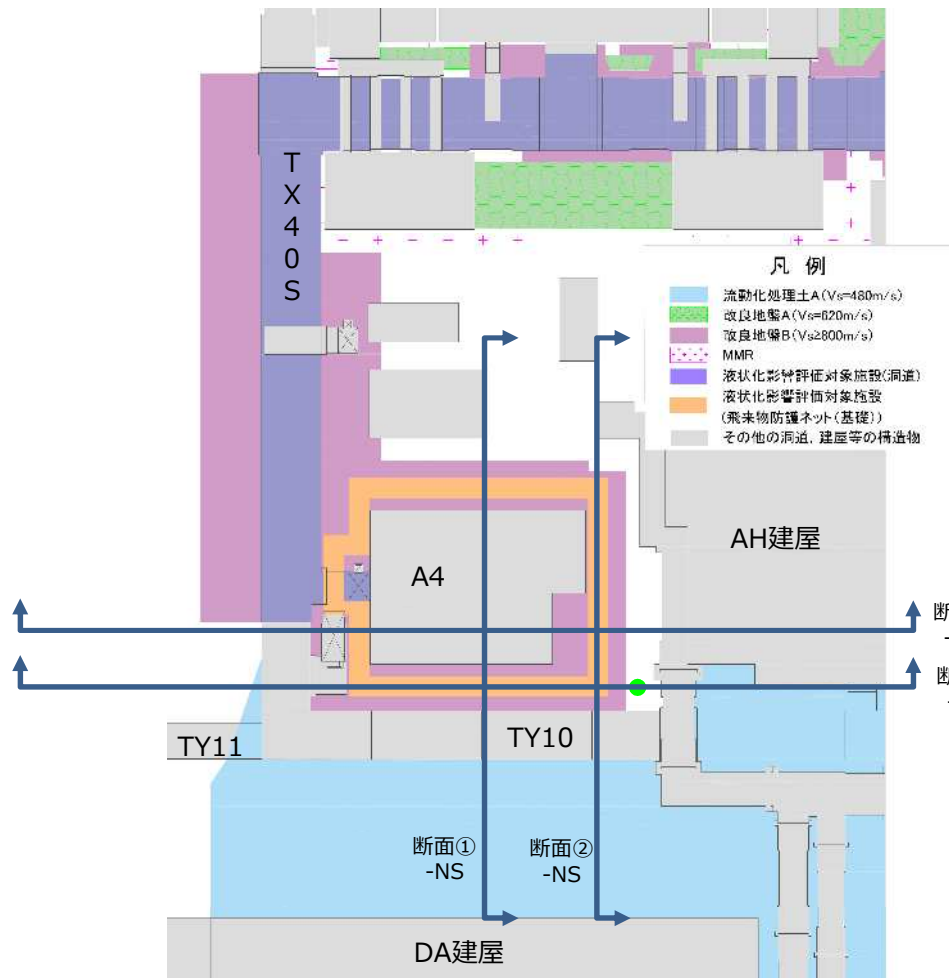 TX40S
凡 例
流動化処理土A(Vs=480m/s)
改良地盤A(Vs=620m/s)
改良地盤B(Vs≥800m/s)
MMR
液状化影響評価対象施設(洞道)
液状化影響評価対象施設
(飛来物防護ネット(基礎))
その他の洞道、建屋等の構造物
AH建屋
A4
断
-
断
-
TY11
TY10
断面①
-NS
断面②
-NS
DA建屋